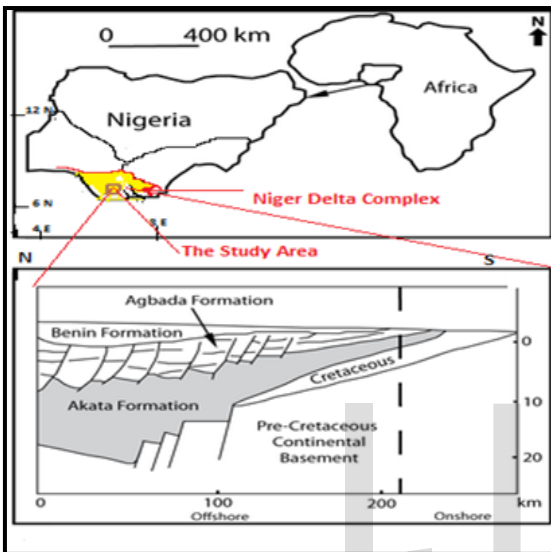 0 400 km
N
Africa
12 N
Nigeria
Niger Delta Complex
6 N
8 E
4 E
The Study Area
N S
Agbada Formation
Benin Formation
0
Cretaceous
Akata Formation
10
Pre-Cretaceous
Continental
Basement
20
0 100 200 km
Offshore Onshore